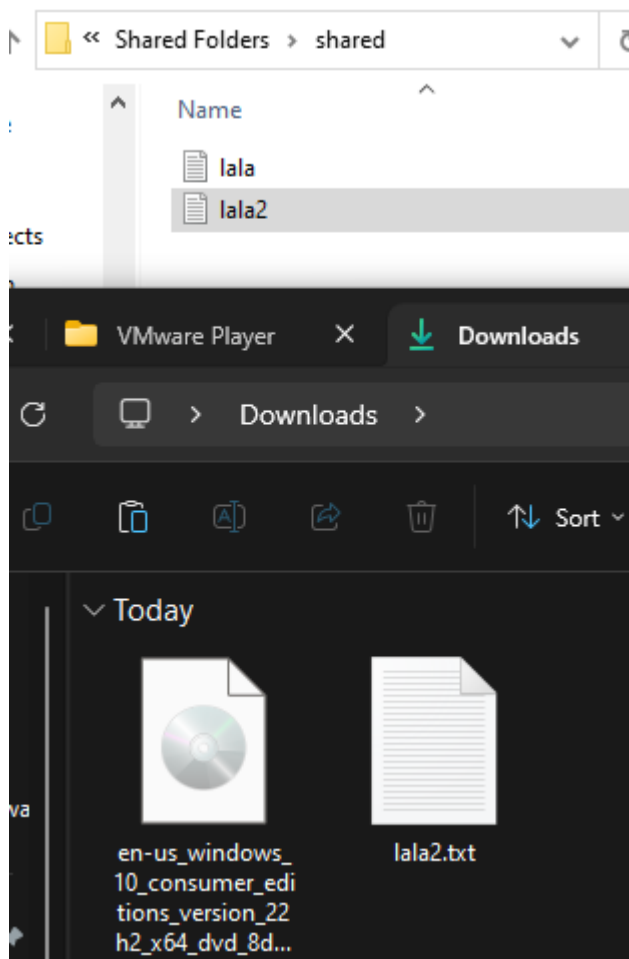 « Shared Folders › shared
Name
lala
lala2
ects
VMware Player
Downloads
Downloads
Sort
Today
va
en-us_windows_
10_consumer_edi
tions_version_22
h2_x64_dvd_8d...
lala2.txt